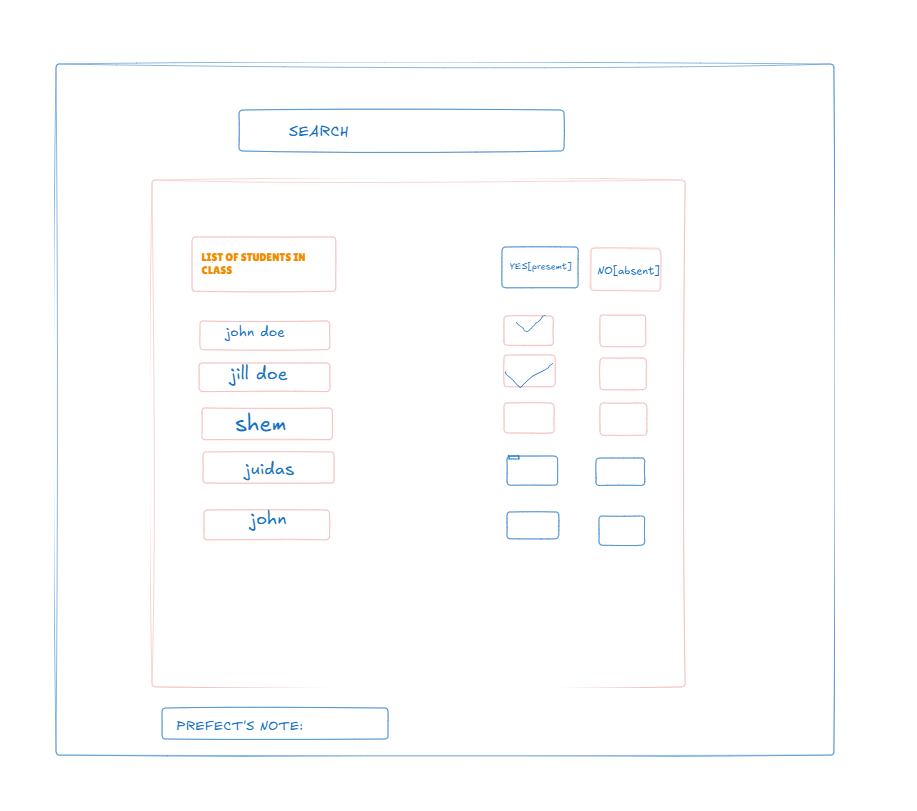 SEARCH
LIST OF STUDENTS IN
CLASS
YES[present]
NO[absent]
john doe
jill doe
shem
juidas
john
PREFECT'S NOTE: